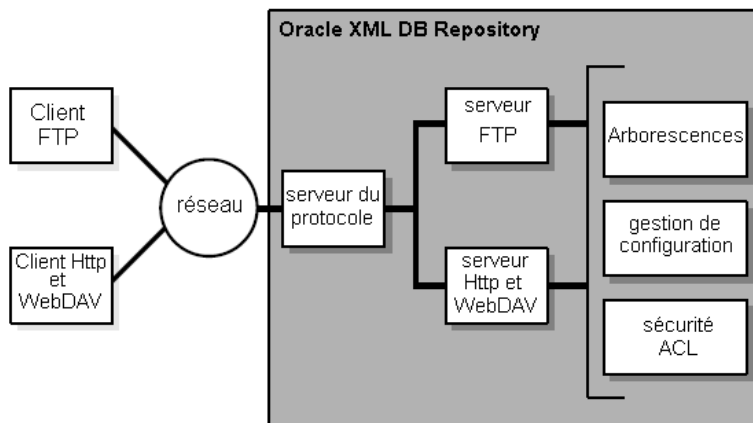 Oracle XML DB Repository
Client
FTP
Client Http
et
WebDAV
réseau
serveur du
protocole
serveur
FTP
serveur
Http et
WebDAV
Arborescences
gestion de
configuration
sécurité
ACL